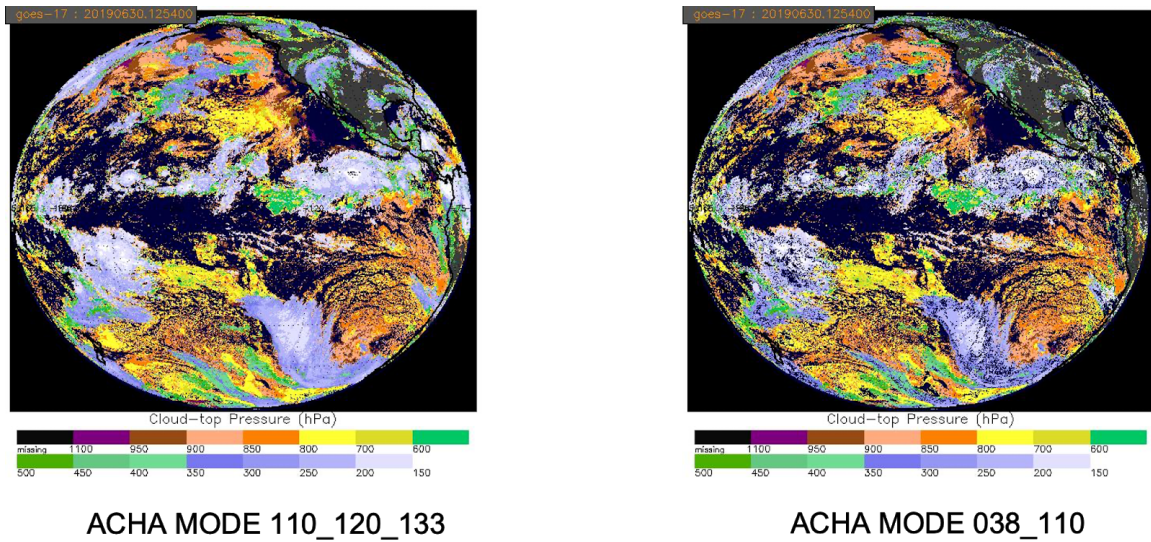 goes-17 : 20190630.125400
Cloud-top Pressure (hPa)
missing 1100 950 900 850 800 700 600
500 450 400 350 300 250 200 150
ACHA MODE 110_120_133
goes-17 : 20190630.125400
Cloud-top Pressure (hPa)
missing 1100 950 900 850 800 700 600
500 450 400 350 300 250 200 150
ACHA MODE 038_110